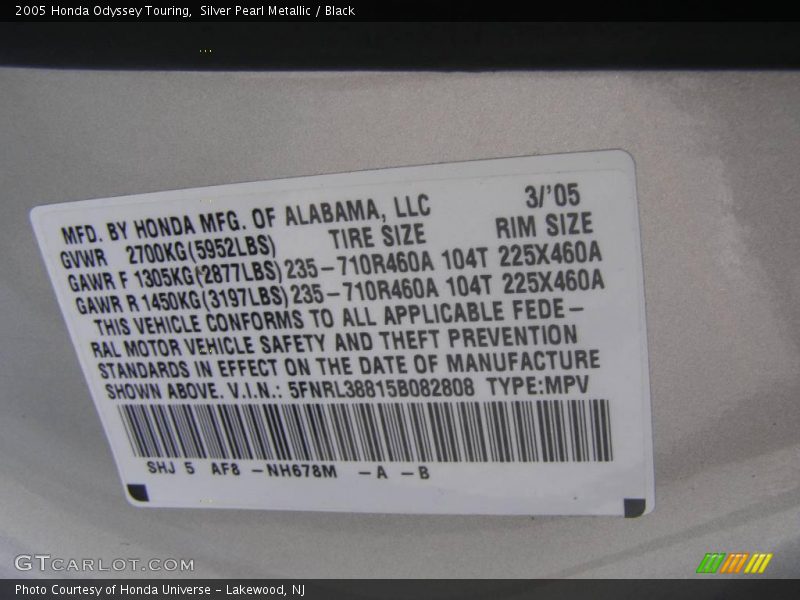 2005 Honda Odyssey Touring,  Silver Pearl Metallic / Black
MFD. BY HONDA MFG. OF ALABAMA, LLC 3/'05
GVWR 2700KG(5952LBS) TIRE SIZE RIM SIZE
GAWR F 1305KG(2877LBS) 235-710R460A 104T 225X460A
GAWR R 1450KG(3197LBS) 235-710R460A 104T 225X460A
THIS VEHICLE CONFORMS TO ALL APPLICABLE FEDE-
RAL MOTOR VEHICLE SAFETY AND THEFT PREVENTION
STANDARDS IN EFFECT ON THE DATE OF MANUFACTURE
SHOWN ABOVE. V.I.N.: 5FNRL38815B082808 TYPE:MPV
SHJ 5 AF8 -NH678M -A -B
GTCARLOT.COM
Photo Courtesy of Honda Universe - Lakewood, NJ